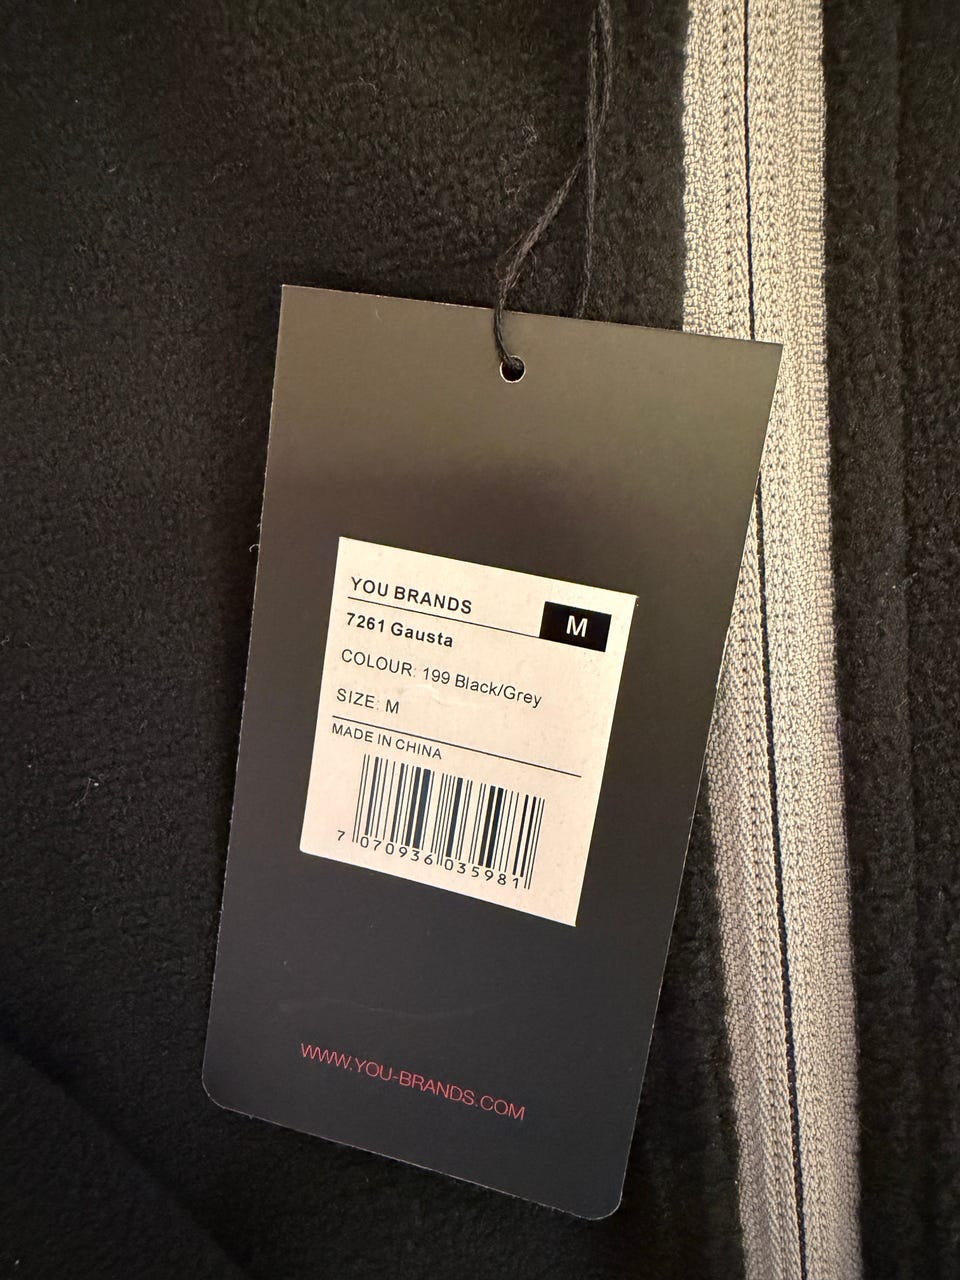 YOU BRANDS
M
7261 Gausta
COLOUR: 199 Black/Grey
SIZE: M
MADE IN CHINA
7 070936 035981
WWW.YOU-BRANDS.COM